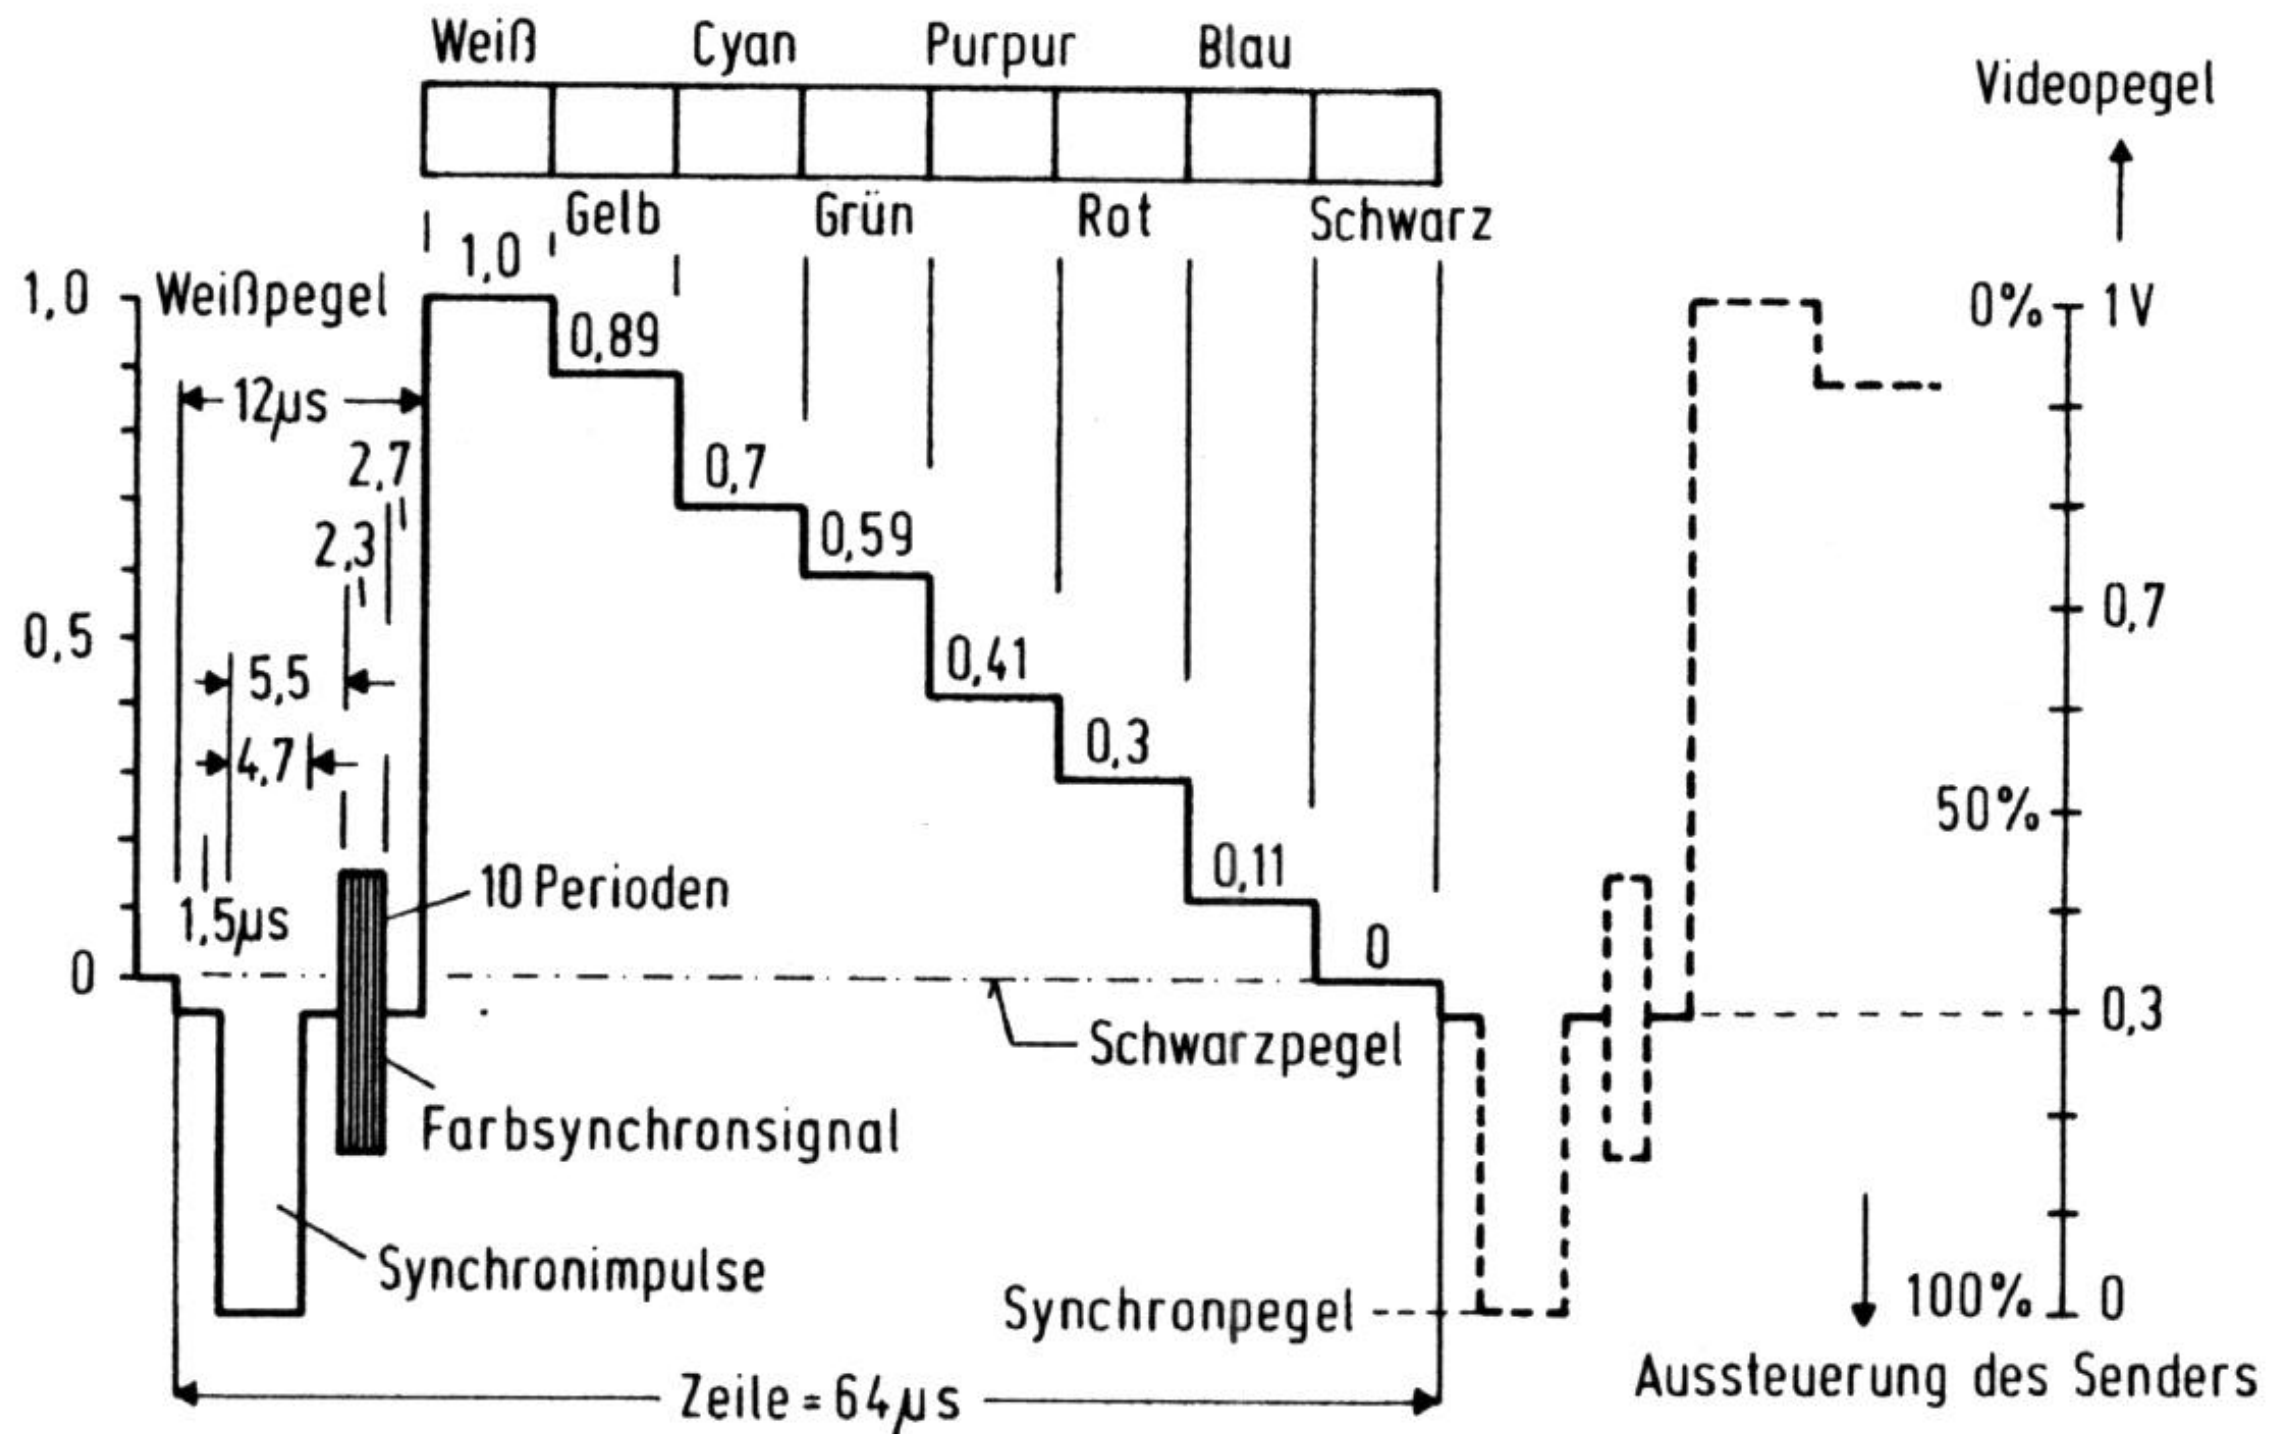 Weiß Cyan Purpur Blau
Videopegel
Gelb Grün Rot Schwarz
1,0
1,0 Weißpegel
0% 1V
0,89
12µs
2,7
0,7
2,3
0,59
0,7
0,5
5,5
0,41
4,7
0,3
50%
0,11
10 Perioden
1,5µs
0
0
0,3
Schwarzpegel
Farbsynchronsignal
Synchronimpulse
Synchronpegel
100% 0
Aussteuerung des Senders
Zeile = 64µs